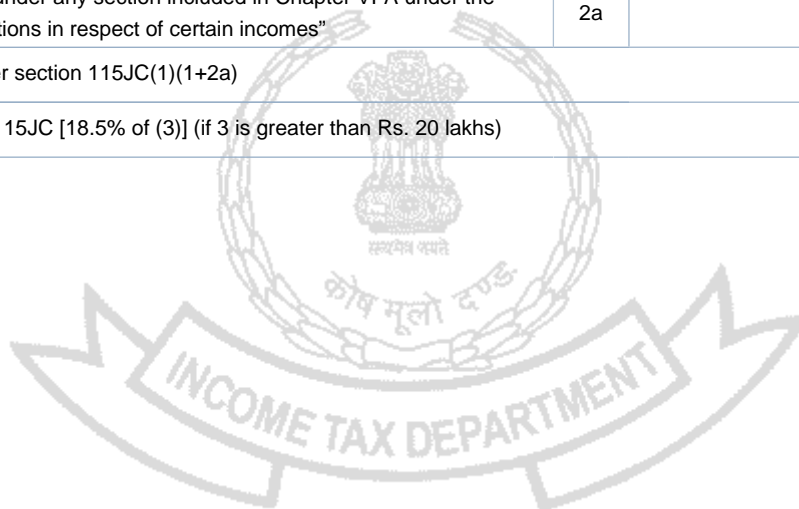 under any section included in Chapter VI-A under the
tions in respect of certain incomes”
2a
r section 115JC(1)(1+2a)
15JC [18.5% of (3)] (if 3 is greater than Rs. 20 lakhs)
सत्यमेव जयते
कोष मूलो दण्डः
INCOME TAX DEPARTMENT